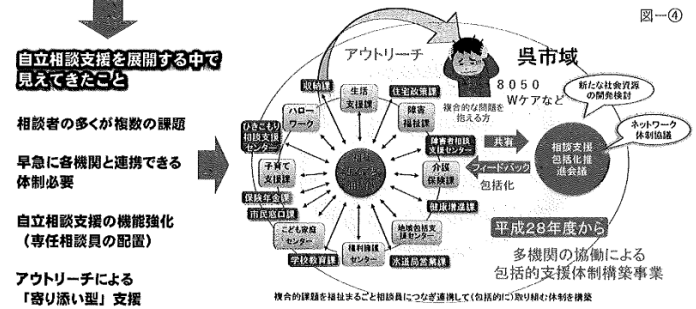 図ー④
自立相談支援を展開する中で
見えてきたこと
相談者の多くが複数の課題
早急に各機関と連携できる
体制必要
自立相談支援の機能強化
（専任相談員の配置）
アウトリーチによる
「寄り添い型」支援
アウトリーチ
呉市域
8050
Wケアなど
複合的な問題を
抱える方
収納課
生活
支援課
住宅政策課
ハロー
ワーク
障害
福祉課
ひきこもり
相談支援
センター
障害者相談
支援センター
子育て
支援課
介護
保険課
保険年金課
市民窓口課
健康増進課
こども家庭
センター
地域包括支
援センター
学校教育課
権利擁護
センター
水道局営業課
共有
フィードバック
包括化
相談支援
包括化推
進会議
新たな社会資源
の開発検討
ネットワーク
体制協議
平成28年度から
多機関の協働による
包括的支援体制構築事業
複合的課題を福祉まるごと相談員につなぎ連携して(包括的に)取り組む体制を構築